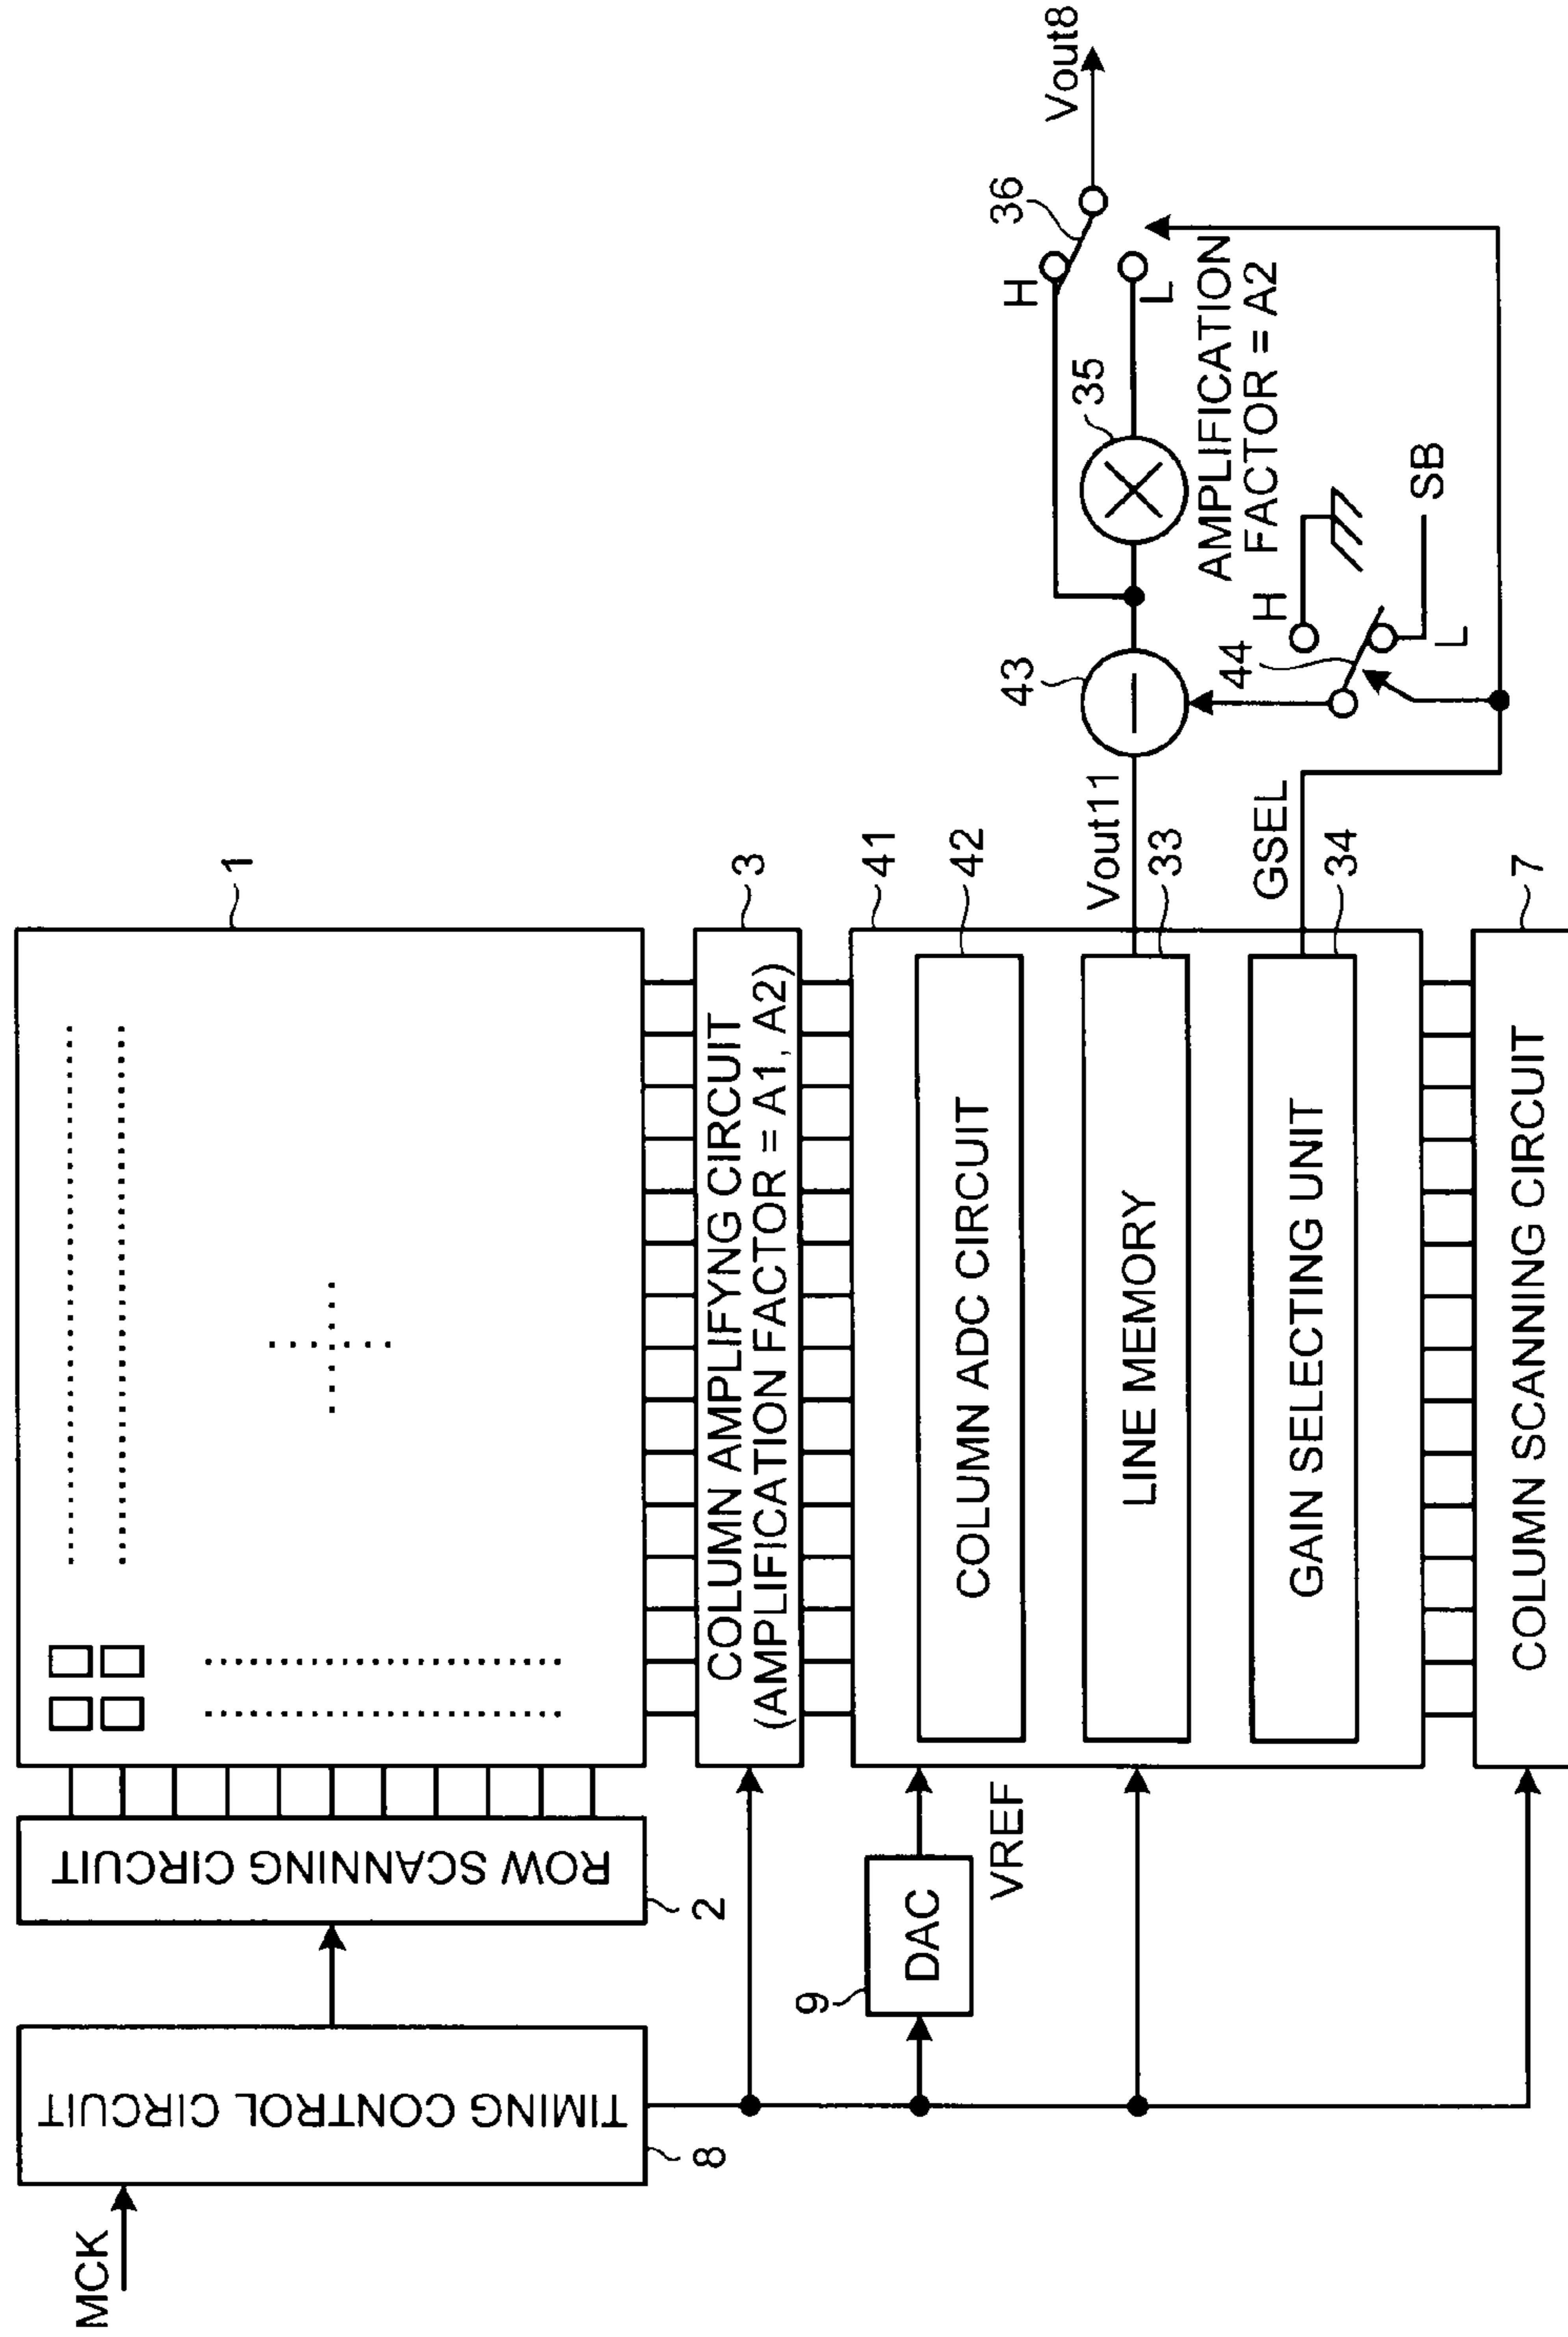 MCK
TIMING CONTROL CIRCUIT
8
ROW SCANNING CIRCUIT
2
1
COLUMN AMPLIFYNG CIRCUIT
(AMPLIFICATION FACTOR = A1, A2)
3
9
DAC
VREF
41
COLUMN ADC CIRCUIT
42
LINE MEMORY
33
Vout11
GAIN SELECTING UNIT
34
GSEL
COLUMN SCANNING CIRCUIT
7
43
44
H
L
SB
35
AMPLIFICATION
FACTOR = A2
H
L
36
Vout8